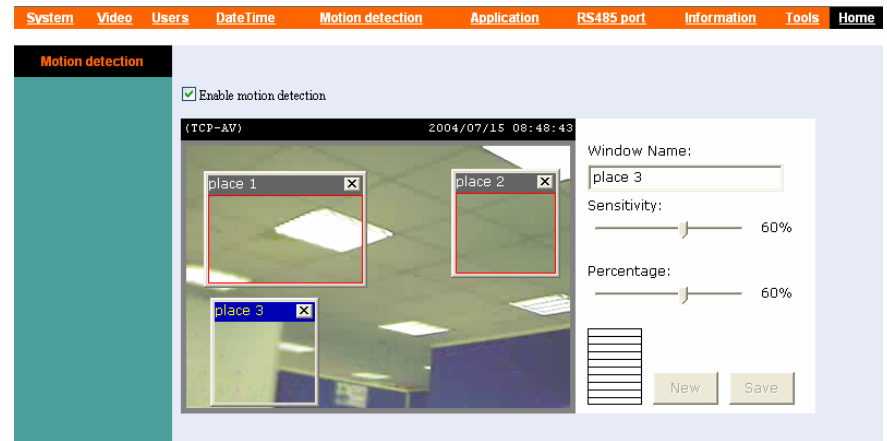 System Video Users DateTime Motion detection Application RS485 port Information Tools Home
Motion detection
Enable motion detection
(TCP-AV) 2004/07/15 08:48:43
place 1
place 2
place 3
Window Name:
place 3
Sensitivity:
60%
Percentage:
60%
New Save